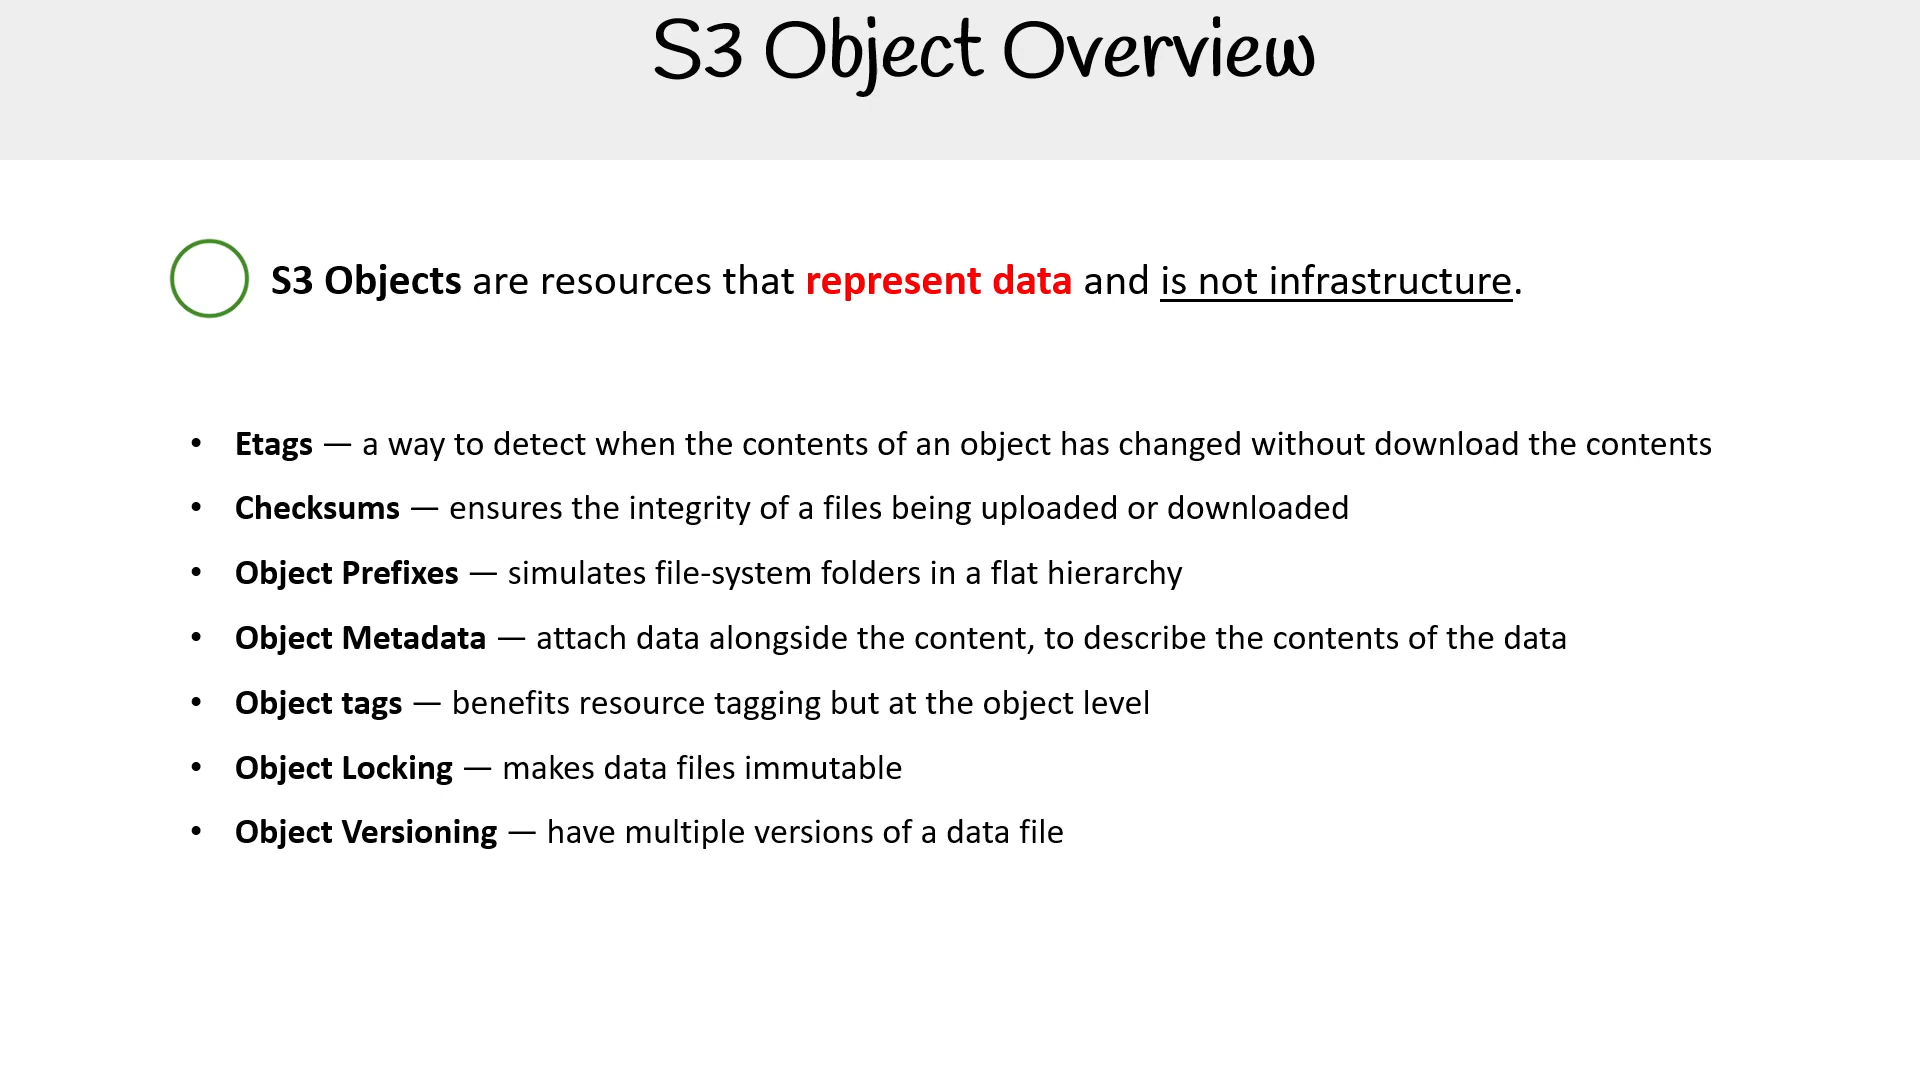 S3 Object Overview
S3 Objects are resources that represent data and is not infrastructure.
• Etags — a way to detect when the contents of an object has changed without download the contents
• Checksums — ensures the integrity of a files being uploaded or downloaded
• Object Prefixes — simulates file-system folders in a flat hierarchy
• Object Metadata — attach data alongside the content, to describe the contents of the data
• Object tags — benefits resource tagging but at the object level
• Object Locking — makes data files immutable
• Object Versioning — have multiple versions of a data file